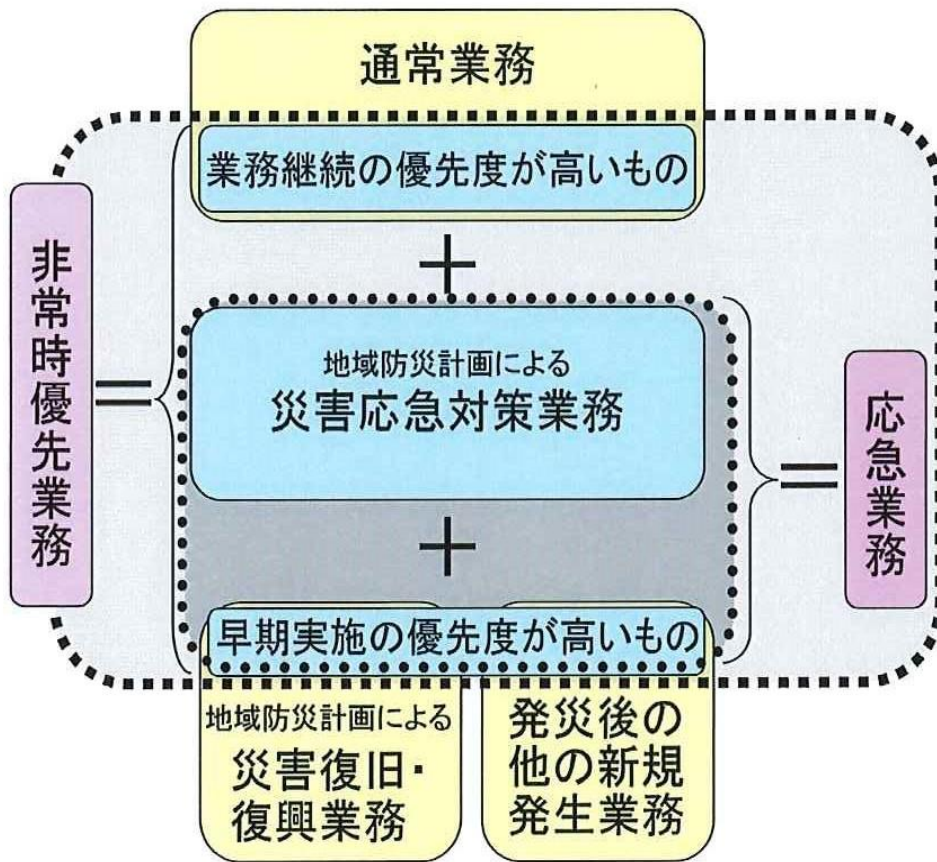 通常業務
業務継続の優先度が高いもの
+
非常時優先業務
=
地域防災計画による
災害応急対策業務
=
応急業務
+
早期実施の優先度が高いもの
地域防災計画による
災害復旧・
復興業務
発災後の
他の新規
発生業務